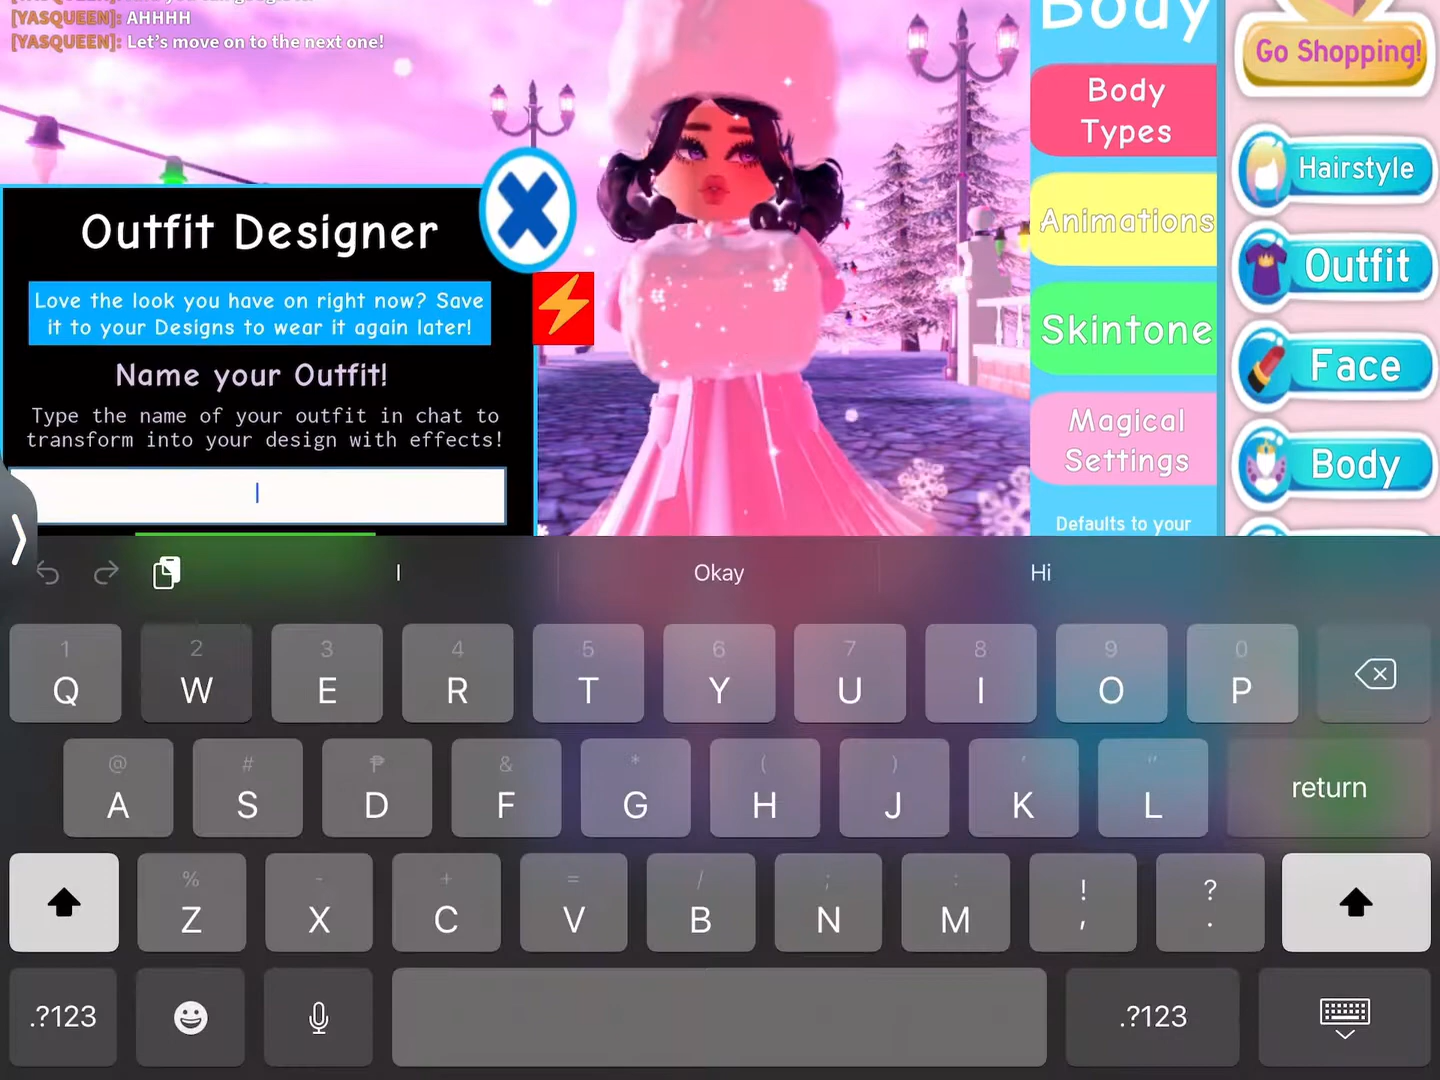 [YASQUEEN]: AHHHH
[YASQUEEN]: Let's move on to the next one!
Body
Go Shopping!
Body
Types
Animations
Skintone
Magical
Settings
Defaults to your
Hairstyle
Outfit
Face
Body
Outfit Designer
Love the look you have on right now? Save
it to your Designs to wear it again later!
Name your Outfit!
Type the name of your outfit in chat to
transform into your design with effects!
I Okay Hi
1 2 3 4 5 6 7 8 9 0
Q W E R T Y U I O P
@ # ₱ & * ( ) ' "
A S D F G H J K L return
% - + = / ; : ! ?
Z X C V B N M , .
.?123 .?123